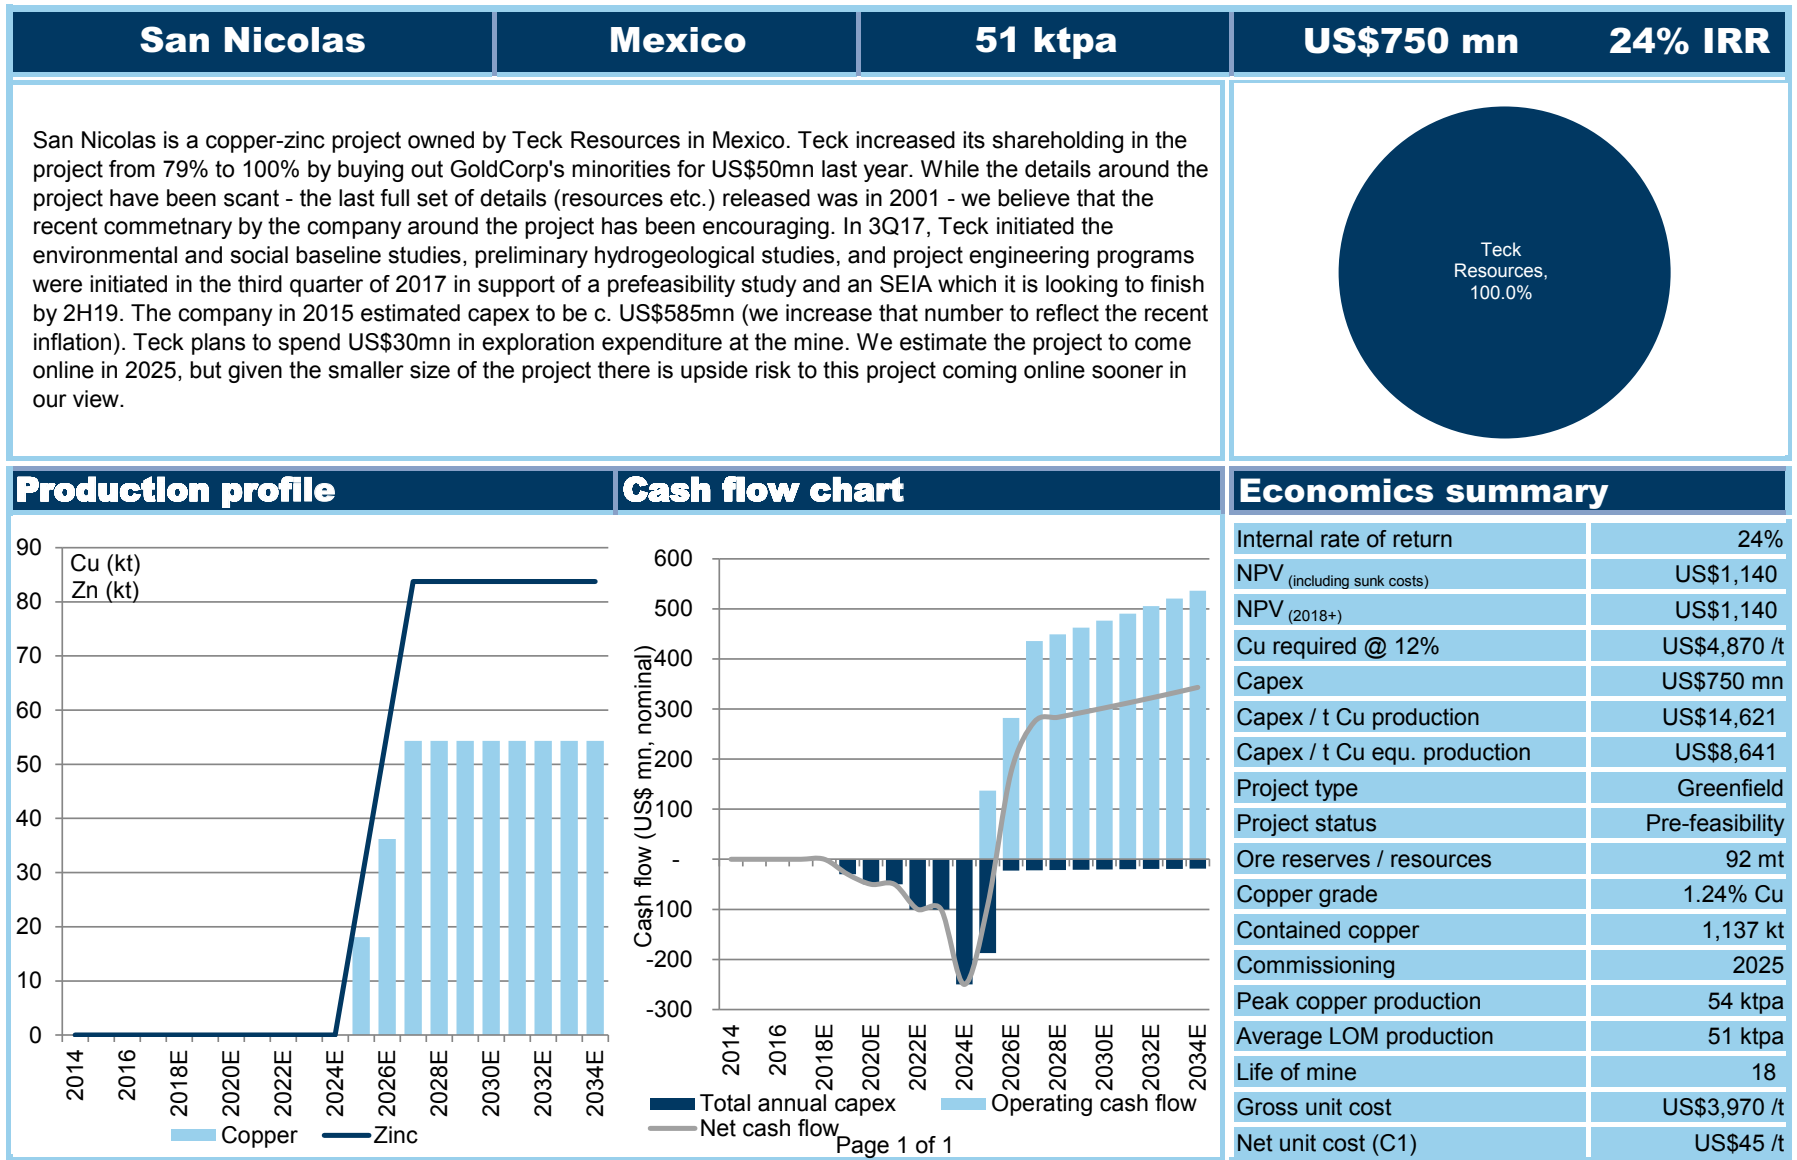 San Nicolas
Mexico
51 ktpa
US$750 mn
24% IRR
San Nicolas is a copper-zinc project owned by Teck Resources in Mexico. Teck increased its shareholding in the
project from 79% to 100% by buying out GoldCorp's minorities for US$50mn last year. While the details around the
project have been scant - the last full set of details (resources etc.) released was in 2001 - we believe that the
recent commetnary by the company around the project has been encouraging. In 3Q17, Teck initiated the
environmental and social baseline studies, preliminary hydrogeological studies, and project engineering programs
were initiated in the third quarter of 2017 in support of a prefeasibility study and an SEIA which it is looking to finish
by 2H19. The company in 2015 estimated capex to be c. US$585mn (we increase that number to reflect the recent
inflation). Teck plans to spend US$30mn in exploration expenditure at the mine. We estimate the project to come
online in 2025, but given the smaller size of the project there is upside risk to this project coming online sooner in
our view.
Teck
Resources,
100.0%
Production profile
90
80
70
60
50
40
30
20
10
0
Cu (kt)
Zn (kt)
2014
2016
2018E
2020E
2022E
2024E
2026E
2028E
2030E
2032E
2034E
Copper
Zinc
Cash flow chart
Cash flow (US$ mn, nominal)
600
500
400
300
200
100
-
-100
-200
-300
2014
2016
2018E
2020E
2022E
2024E
2026E
2028E
2030E
2032E
2034E
Total annual capex
Operating cash flow
Net cash flow
Page 1 of 1
Economics summary
Internal rate of return 24%
NPV (including sunk costs) US$1,140
NPV (2018+) US$1,140
Cu required @ 12% US$4,870 /t
Capex US$750 mn
Capex / t Cu production US$14,621
Capex / t Cu equ. production US$8,641
Project type Greenfield
Project status Pre-feasibility
Ore reserves / resources 92 mt
Copper grade 1.24% Cu
Contained copper 1,137 kt
Commissioning 2025
Peak copper production 54 ktpa
Average LOM production 51 ktpa
Life of mine 18
Gross unit cost US$3,970 /t
Net unit cost (C1) US$45 /t